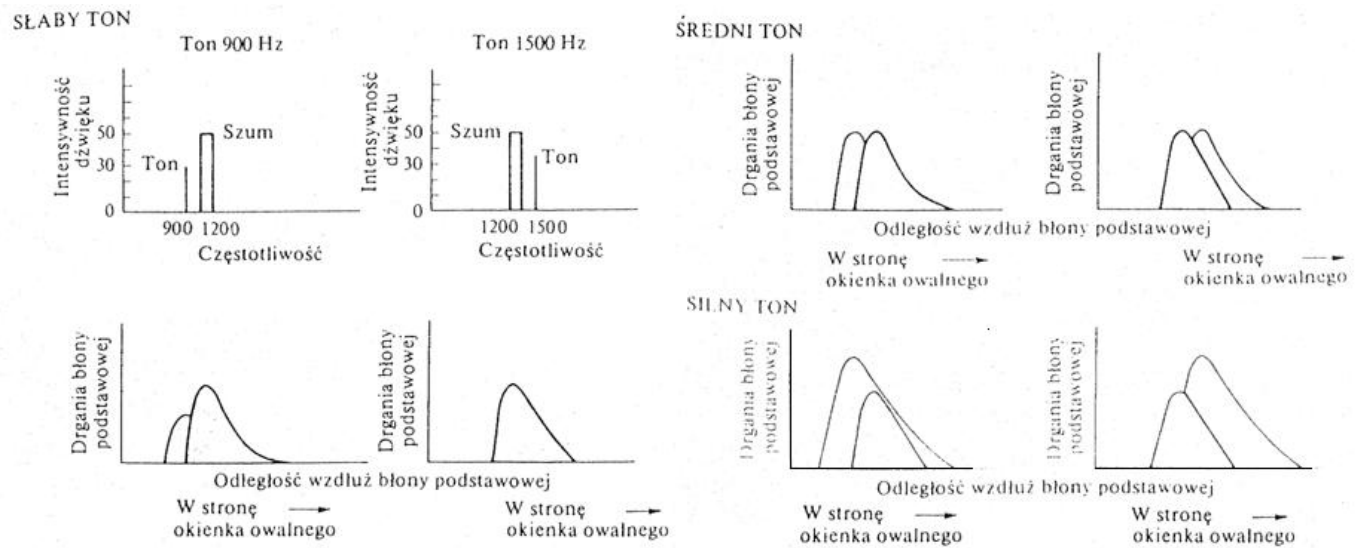 SŁABY TON
Ton 900 Hz
Intensywność
dźwięku
50
30
0
Ton
Szum
900 1200
Częstotliwość
Ton 1500 Hz
Intensywność
dźwięku
50
30
0
Szum
Ton
1200 1500
Częstotliwość
Drgania błony
podstawowej
Odległość wzdłuż błony podstawowej
W stronę
okienka owalnego
W stronę
okienka owalnego
ŚREDNI TON
Drgania błony
podstawowej
Drgania błony
podstawowej
Odległość wzdłuż błony podstawowej
W stronę
okienka owalnego
W stronę
okienka owalnego
SILNY TON
Drgania błony
podstawowej
Drgania błony
podstawowej
Odległość wzdłuż błony podstawowej
W stronę
okienka owalnego
W stronę
okienka owalnego